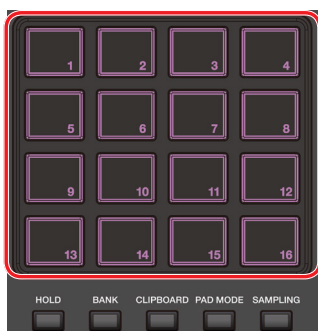 1 2 3 4
5 6 7 8
9 10 11 12
13 14 15 16
HOLD BANK CLIPBOARD PAD MODE SAMPLING